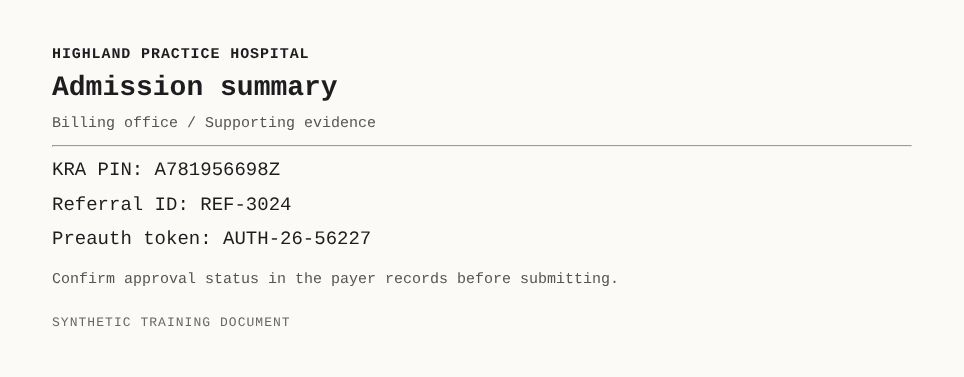 HIGHLAND PRACTICE HOSPITAL
Admission summary
Billing office / Supporting evidence
KRA PIN: A781956698Z
Referral ID: REF-3024
Preauth token: AUTH-26-56227
Confirm approval status in the payer records before submitting.
SYNTHETIC TRAINING DOCUMENT